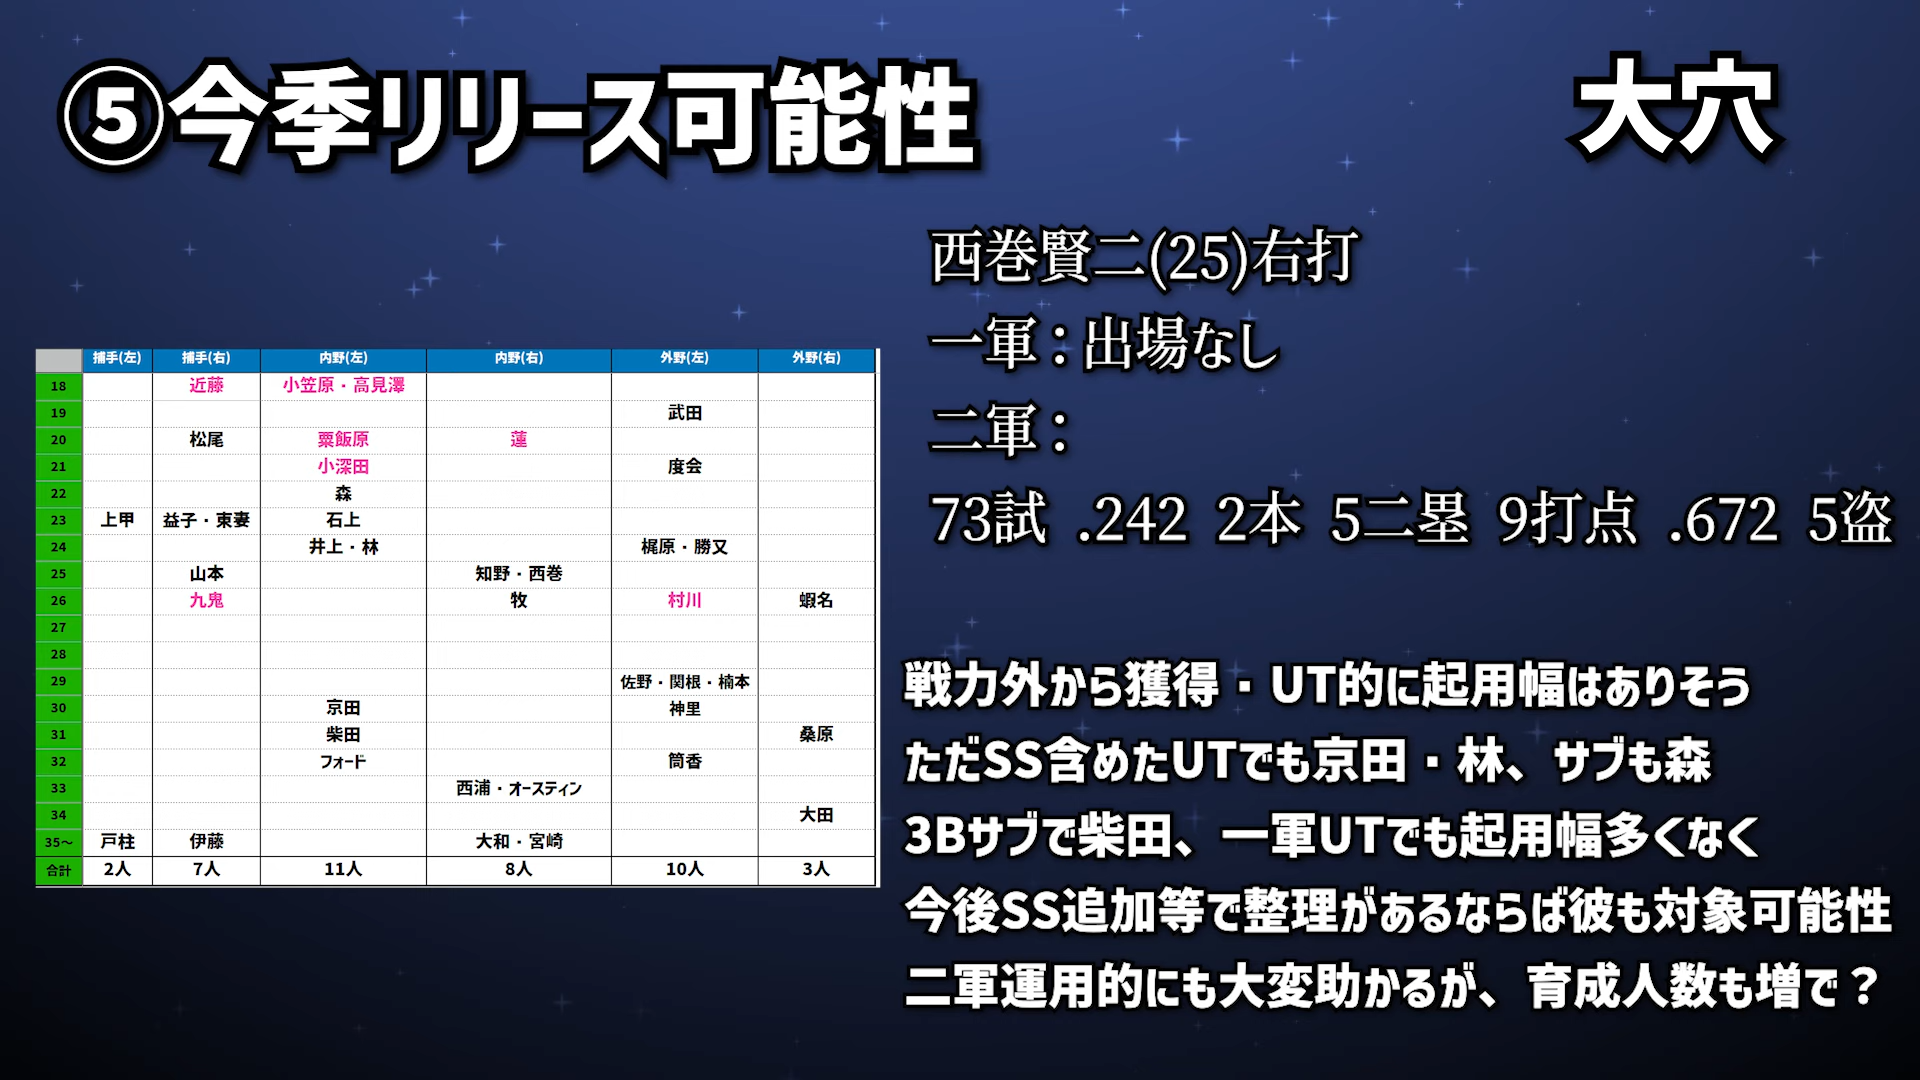 ⑤今季リリース可能性
大穴
西巻賢二(25)右打
一軍：出場なし
二軍：
73試 .242 2本 5二塁 9打点 .672 5盗
捕手(左) 捕手(右) 内野(左) 内野(右) 外野(左) 外野(右)
18 近藤 小笠原・高見澤
19 武田
20 松尾 粟飯原 蓮
21 小深田 度会
22 森
23 上甲 益子・東妻 石上
24 井上・林 梶原・勝又
25 山本 知野・西巻
26 九鬼 牧 村川 蝦名
27
28
29 佐野・関根・楠本
30 京田 神里
31 柴田 桑原
32 フォード 筒香
33 西浦・オースティン
34 大田
35～ 戸柱 伊藤 大和・宮崎
合計 2人 7人 11人 8人 10人 3人
戦力外から獲得・UT的に起用幅はありそう
ただSS含めたUTでも京田・林、サブも森
3Bサブで柴田、一軍UTでも起用幅多くなく
今後SS追加等で整理があるならば彼も対象可能性
二軍運用的にも大変助かるが、育成人数も増で？